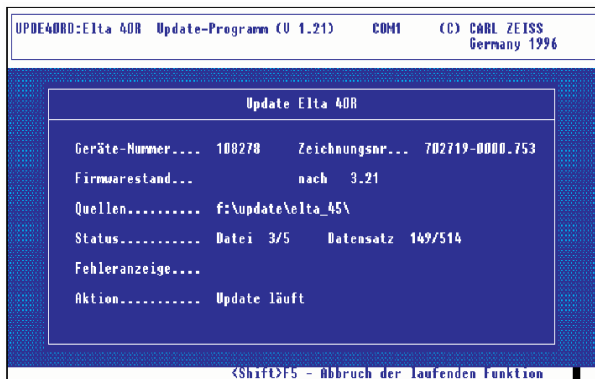 UPDE40RD:Elta 40R Update-Programm (V 1.21) COM1 (C) CARL ZEISS
Germany 1996
Update Elta 40R
Geräte-Nummer.... 108278 Zeichnungsnr... 702719-0000.753
Firmwarestand... nach 3.21
Quellen.......... f:\update\elta_45\
Status........... Datei 3/5 Datensatz 149/514
Fehleranzeige....
Aktion........... Update läuft
<Shift>F5 - Abbruch der laufenden Funktion